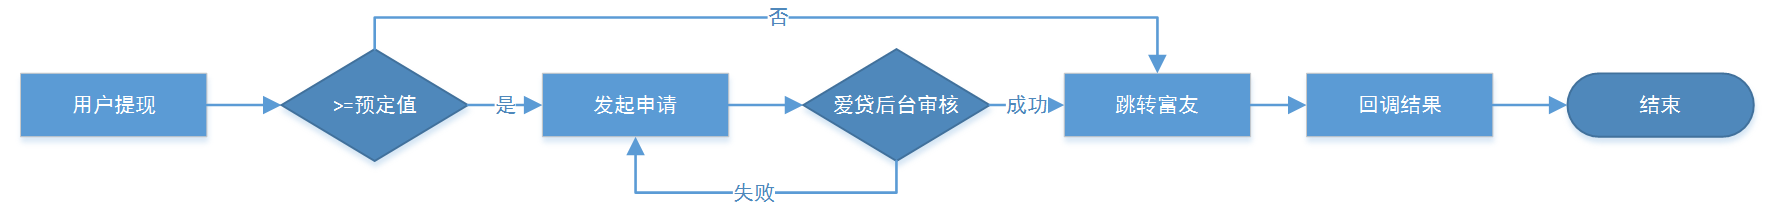 否
用户提现
>=预定值
是
发起申请
爱贷后台审核
成功
跳转富友
回调结果
结束
失败